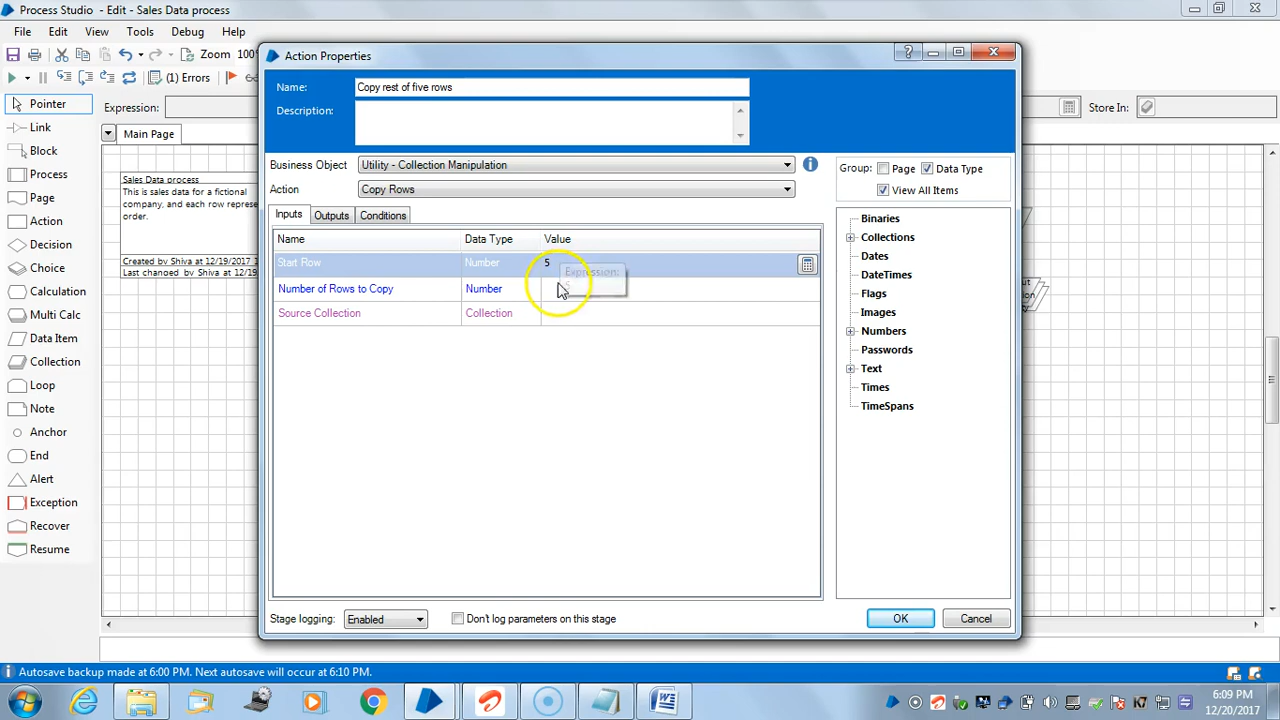 Process Studio - Edit - Sales Data process
File Edit View Tools Debug Help
Zoom 100%
(1) Errors
Pointer
Expression:
Store In:
Link
Main Page
Block
Process
Page
Action
Decision
Choice
Calculation
Multi Calc
Data Item
Collection
Loop
Note
Anchor
End
Alert
Exception
Recover
Resume
Sales Data process
This is sales data for a fictional
company, and each row represe
order.
Created by Shiva at 12/19/2017
Last changed by Shiva at 12/19
Action Properties
Name: Copy rest of five rows
Description:
Business Object Utility - Collection Manipulation
Action Copy Rows
Group: Page Data Type
View All Items
Inputs Outputs Conditions
Name Data Type Value
Start Row Number 5
Expression:
5
Number of Rows to Copy Number
Source Collection Collection
Binaries
Collections
Dates
DateTimes
Flags
Images
Numbers
Passwords
Text
Times
TimeSpans
Stage logging: Enabled Don't log parameters on this stage
OK Cancel
Autosave backup made at 6:00 PM. Next autosave will occur at 6:10 PM.
6:09 PM
12/20/2017